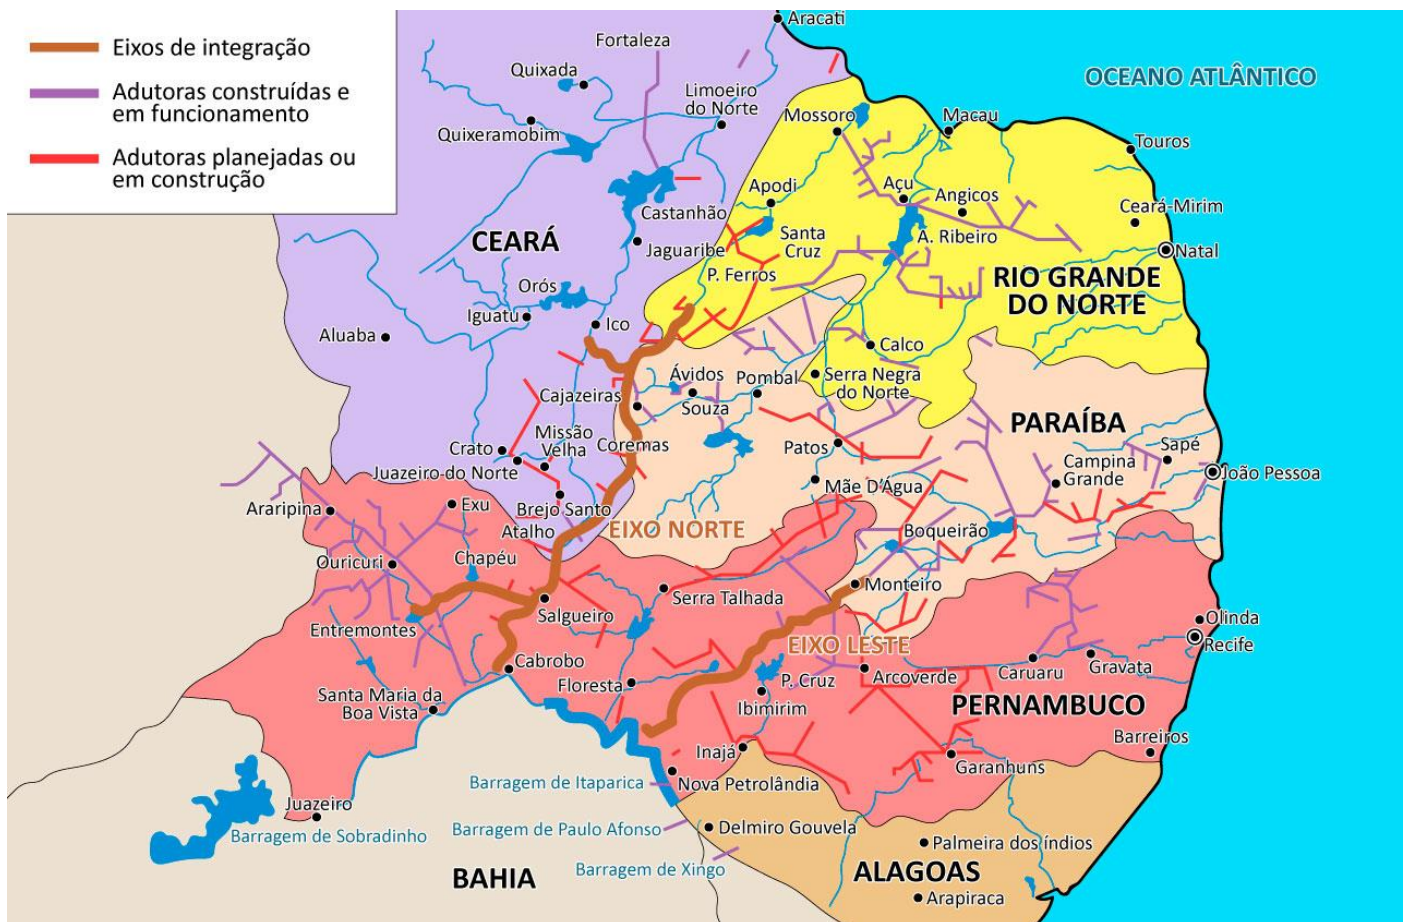 Eixos de integração
Adutoras construídas e
em funcionamento
Adutoras planejadas ou
em construção
Aracati
Fortaleza
OCEANO ATLÂNTICO
Quixada
Limoeiro
do Norte
Mossoro
Macau
Quixeramobim
Touros
Apodi
Açu
Angicos
Ceará-Mirim
Castanhão
Santa
Cruz
A. Ribeiro
CEARÁ
Jaguaribe
Natal
P. Ferros
RIO GRANDE
DO NORTE
Orós
Iguatu
Ico
Aluaba
Calco
Ávidos
Pombal
Serra Negra
do Norte
Cajazeiras
Souza
PARAÍBA
Missão
Velha
Coremas
Patos
Sapé
Crato
Juazeiro do Norte
Campina
Grande
João Pessoa
Mãe D'Água
Araripina
Exu
Brejo Santo
Atalho
EIXO NORTE
Boqueirão
Ouricuri
Chapéu
Monteiro
Serra Talhada
Salgueiro
Olinda
Entremontes
EIXO LESTE
Recife
Cabrobo
Caruaru
Gravata
Floresta
P. Cruz
Arcoverde
Santa Maria da
Boa Vista
Ibimirim
PERNAMBUCO
Barreiros
Inajá
Garanhuns
Barragem de Itaparica
Nova Petrolândia
Juazeiro
Barragem de Sobradinho
Barragem de Paulo Afonso
Delmiro Gouvela
Palmeira dos índios
Barragem de Xingo
BAHIA
ALAGOAS
Arapiraca